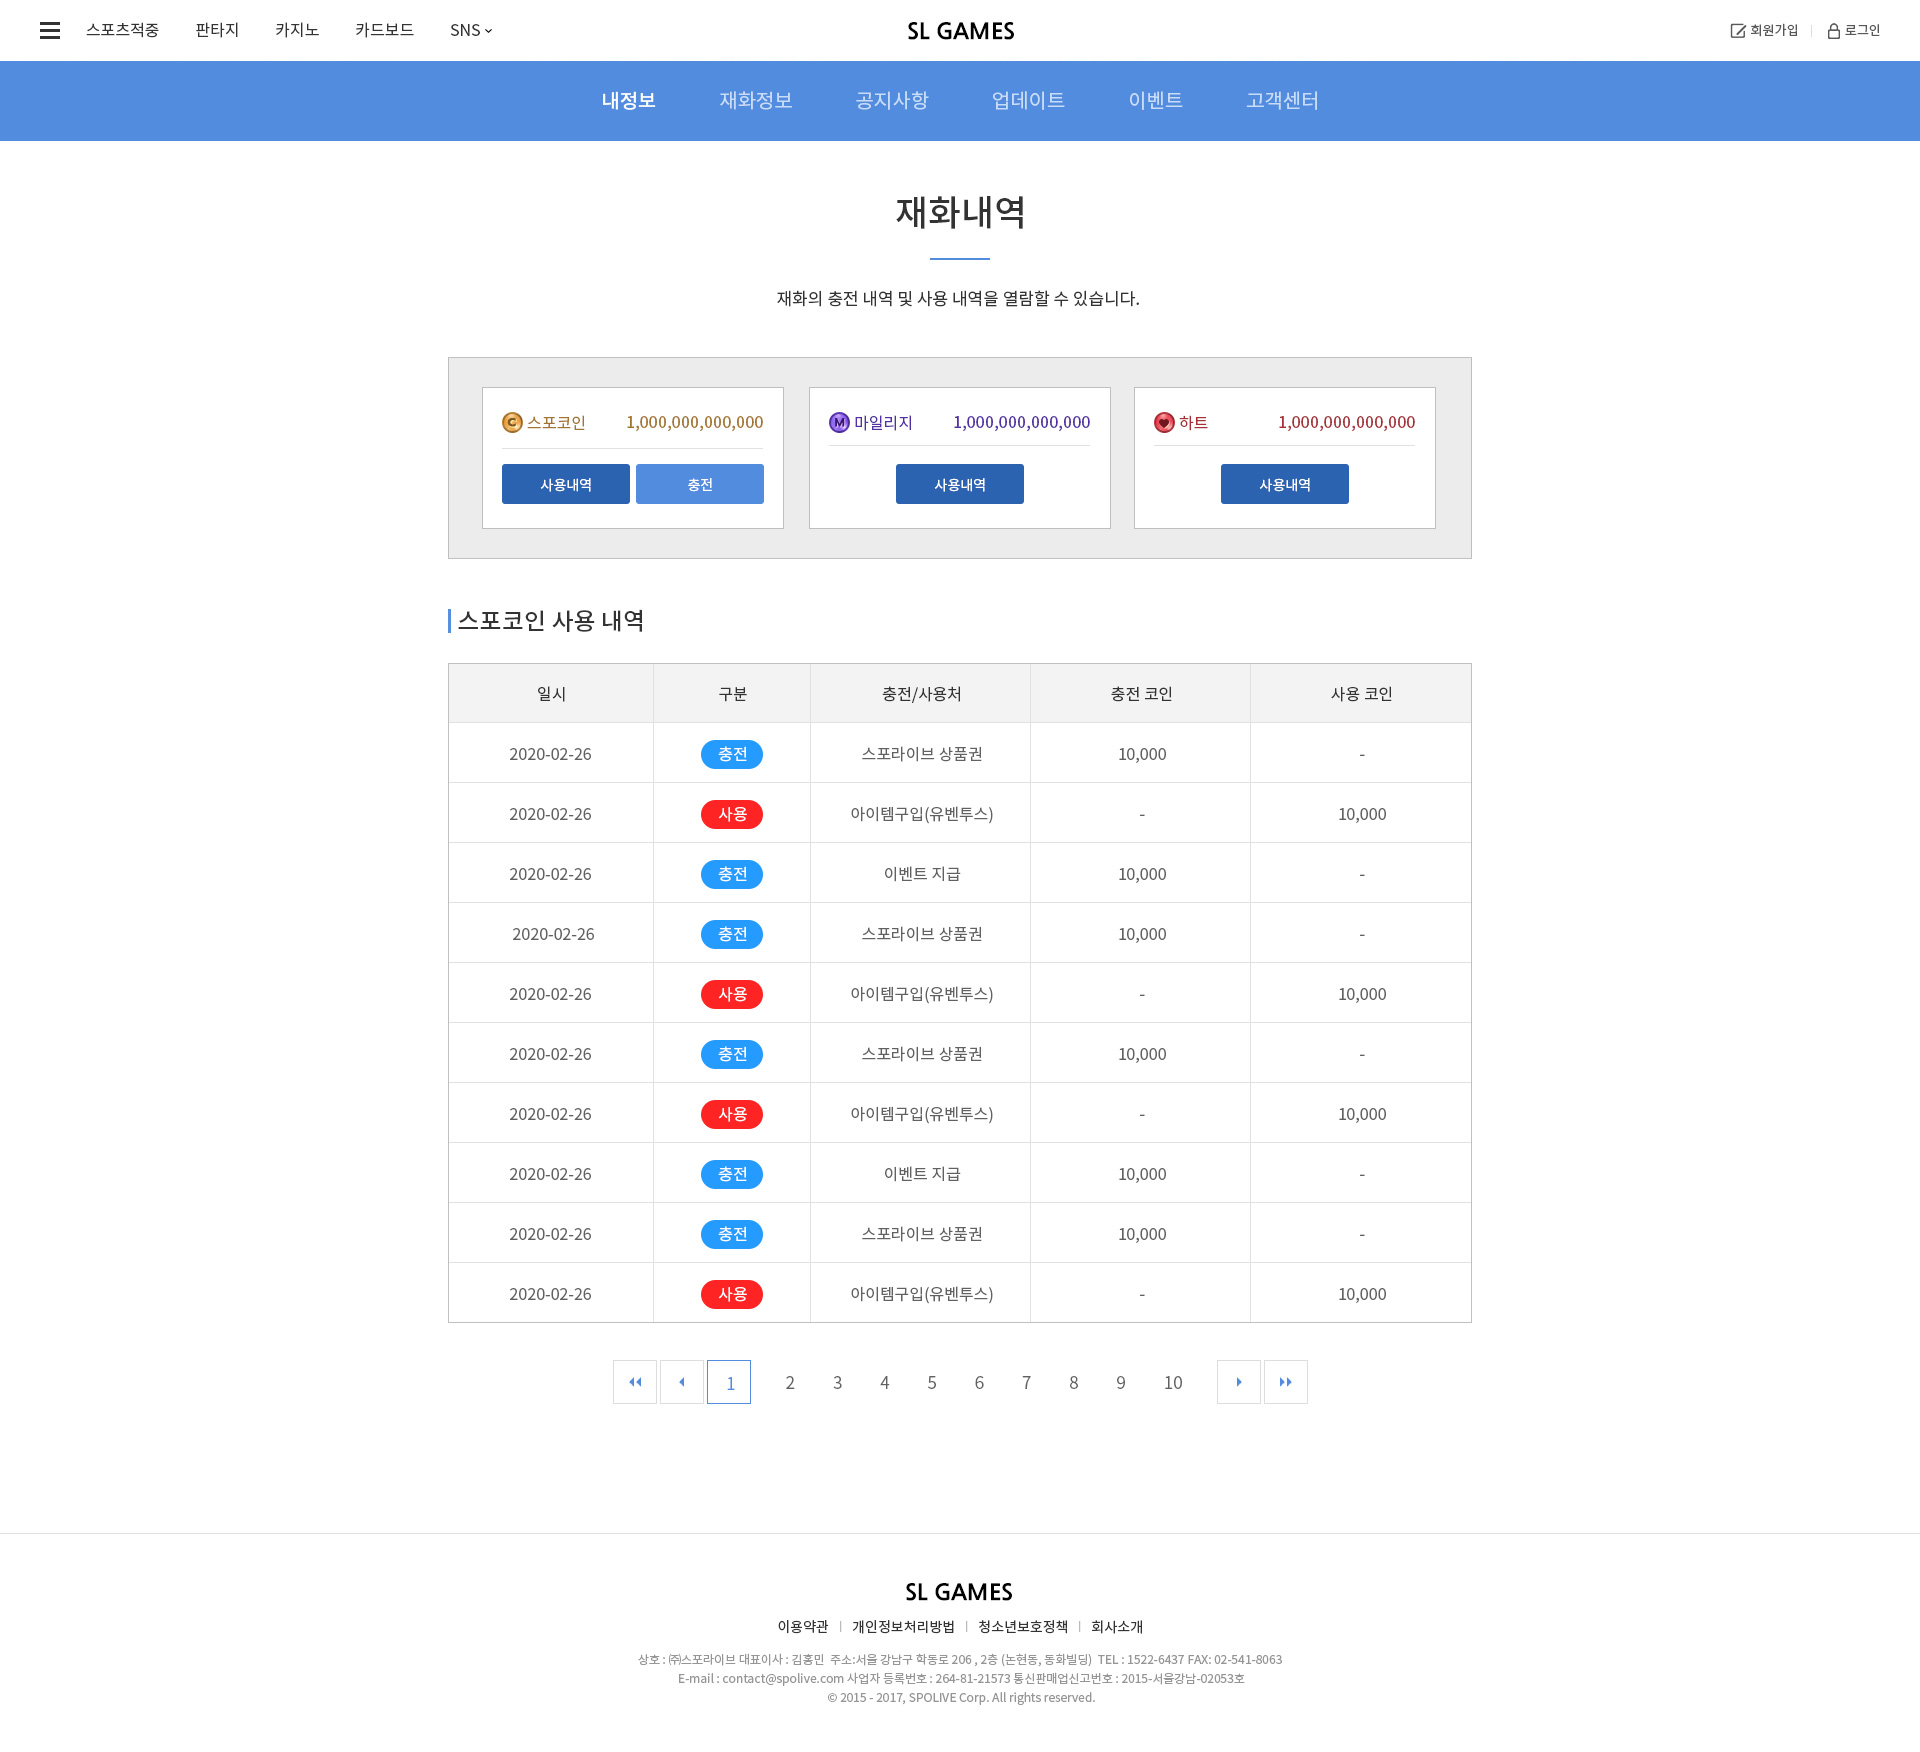 스포츠적중 판타지 카지노 카드보드 SNS SL GAMES 회원가입 로그인
내정보 재화정보 공지사항 업데이트 이벤트 고객센터
재화내역
재화의 충전 내역 및 사용 내역을 열람할 수 있습니다.
C 스포코인 1,000,000,000,000 M 마일리지 1,000,000,000,000 하트 1,000,000,000,000
사용내역 충전 사용내역 사용내역
스포코인 사용 내역
일시 구분 충전/사용처 충전 코인 사용 코인
2020-02-26 충전 스포라이브 상품권 10,000 -
2020-02-26 사용 아이템구입(유벤투스) - 10,000
2020-02-26 충전 이벤트 지급 10,000 -
2020-02-26 충전 스포라이브 상품권 10,000 -
2020-02-26 사용 아이템구입(유벤투스) - 10,000
2020-02-26 충전 스포라이브 상품권 10,000 -
2020-02-26 사용 아이템구입(유벤투스) - 10,000
2020-02-26 충전 이벤트 지급 10,000 -
2020-02-26 충전 스포라이브 상품권 10,000 -
2020-02-26 사용 아이템구입(유벤투스) - 10,000
1 2 3 4 5 6 7 8 9 10
SL GAMES
이용약관 | 개인정보처리방법 | 청소년보호정책 | 회사소개
상호 : ㈜스포라이브 대표이사 : 김홍민 주소:서울 강남구 학동로 206 , 2층 (논현동, 동화빌딩) TEL : 1522-6437 FAX: 02-541-8063
E-mail : contact@spolive.com 사업자 등록번호 : 264-81-21573 통신판매업신고번호 : 2015-서울강남-02053호
© 2015 - 2017, SPOLIVE Corp. All rights reserved.